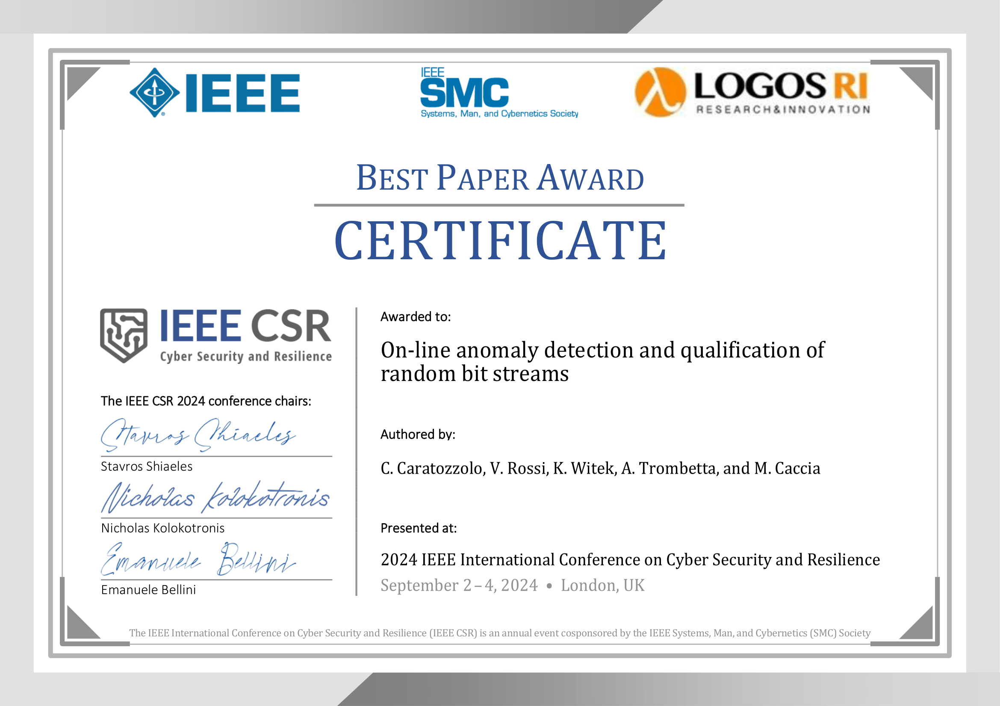 IEEE
IEEE
SMC
Systems, Man, and Cybernetics Society
LOGOS RI
RESEARCH&INNOVATION
BEST PAPER AWARD
CERTIFICATE
IEEE CSR
Cyber Security and Resilience
The IEEE CSR 2024 conference chairs:
Stavros Shiaeles
Stavros Shiaeles
Nicholas Kolokotronis
Nicholas Kolokotronis
Emanuele Bellini
Emanuele Bellini
Awarded to:
On-line anomaly detection and qualification of
random bit streams
Authored by:
C. Caratozzolo, V. Rossi, K. Witek, A. Trombetta, and M. Caccia
Presented at:
2024 IEEE International Conference on Cyber Security and Resilience
September 2–4, 2024 • London, UK
The IEEE International Conference on Cyber Security and Resilience (IEEE CSR) is an annual event cosponsored by the IEEE Systems, Man, and Cybernetics (SMC) Society